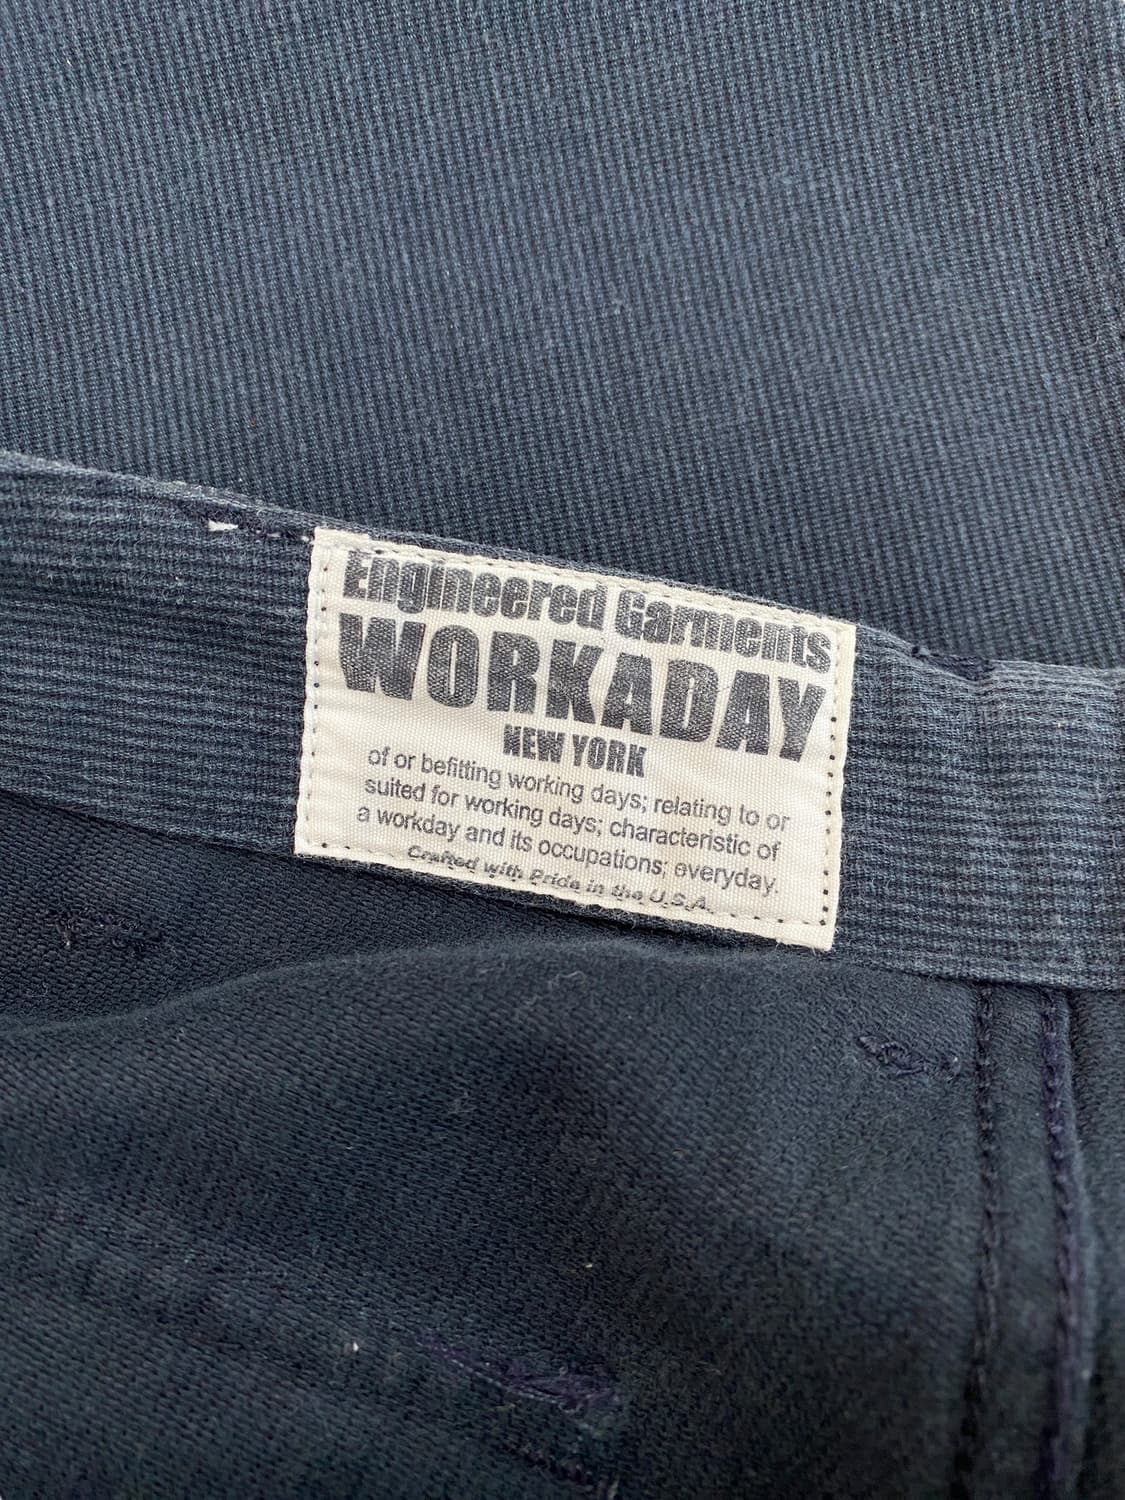 Engineered Garments
WORKADAY
NEW YORK
of or befitting working days; relating to or
suited for working days; characteristic of
a workday and its occupations; everyday.
Crafted with Pride in the U.S.A.